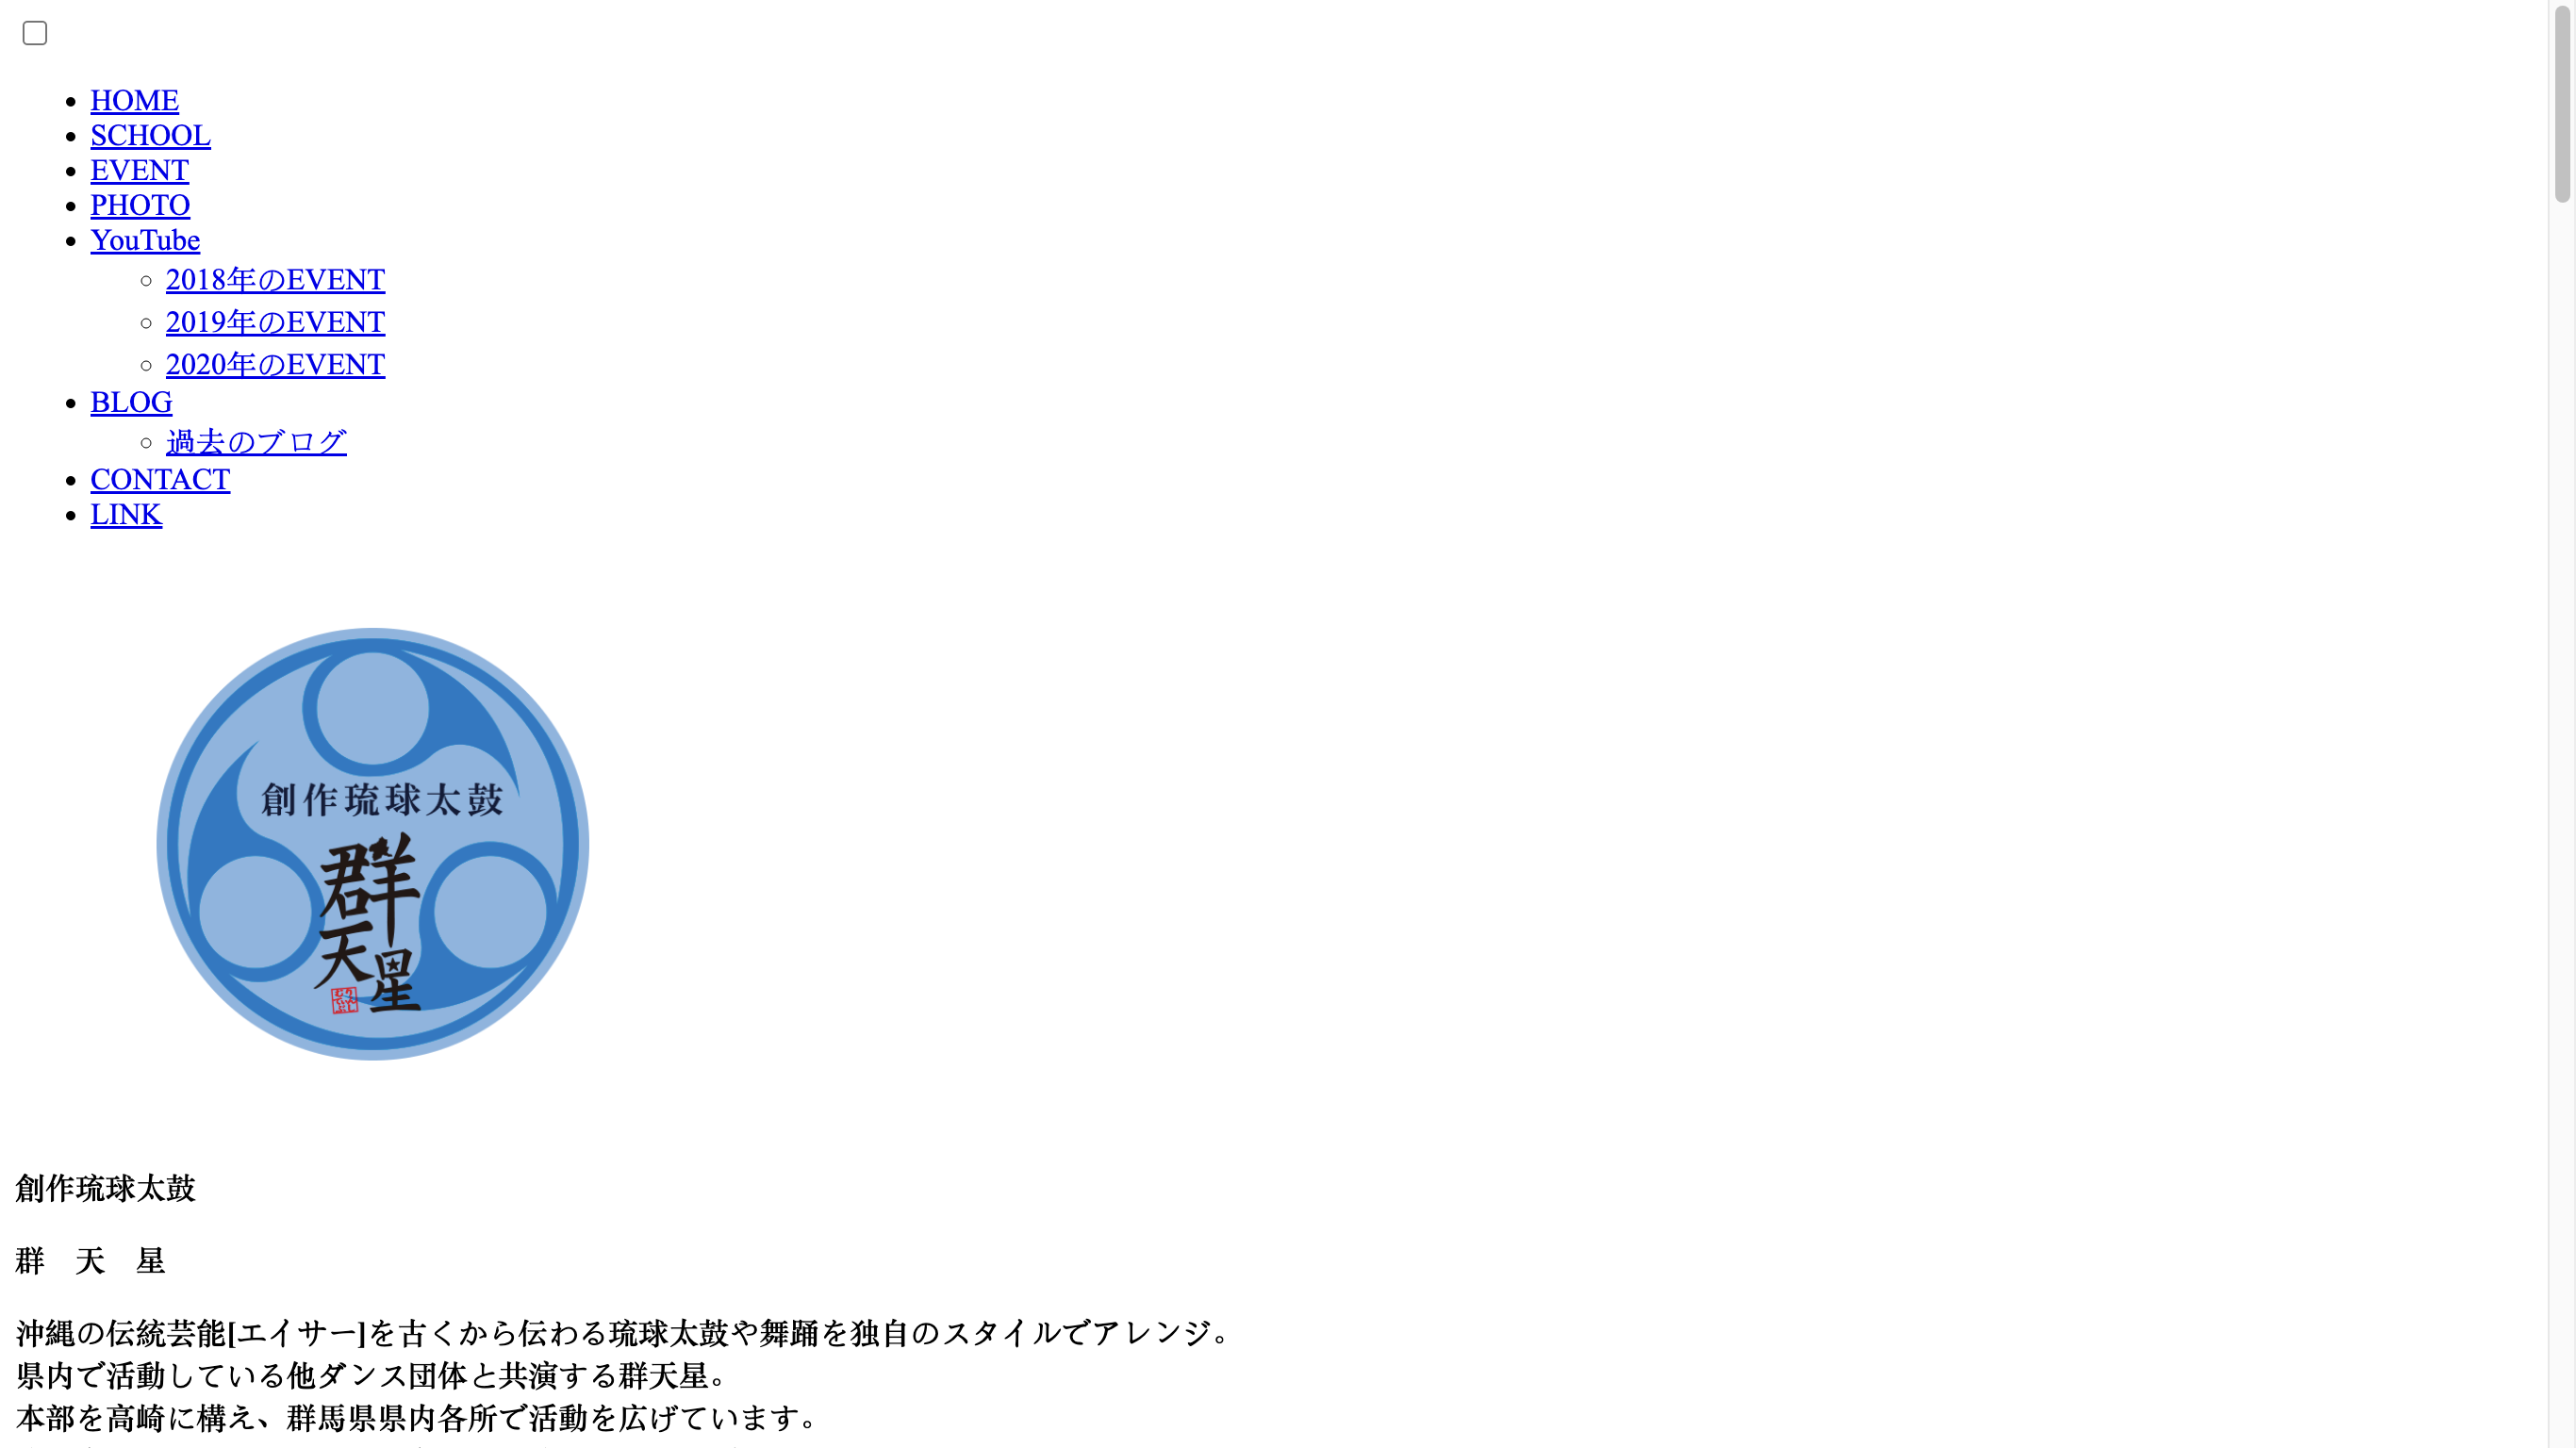 HOME
SCHOOL
EVENT
PHOTO
YouTube
2018年のEVENT
2019年のEVENT
2020年のEVENT
BLOG
過去のブログ
CONTACT
LINK
創作琉球太鼓
群天星
創作琉球太鼓
群　天　星
沖縄の伝統芸能[エイサー]を古くから伝わる琉球太鼓や舞踊を独自のスタイルでアレンジ。
県内で活動している他ダンス団体と共演する群天星。
本部を高崎に構え、群馬県県内各所で活動を広げています。